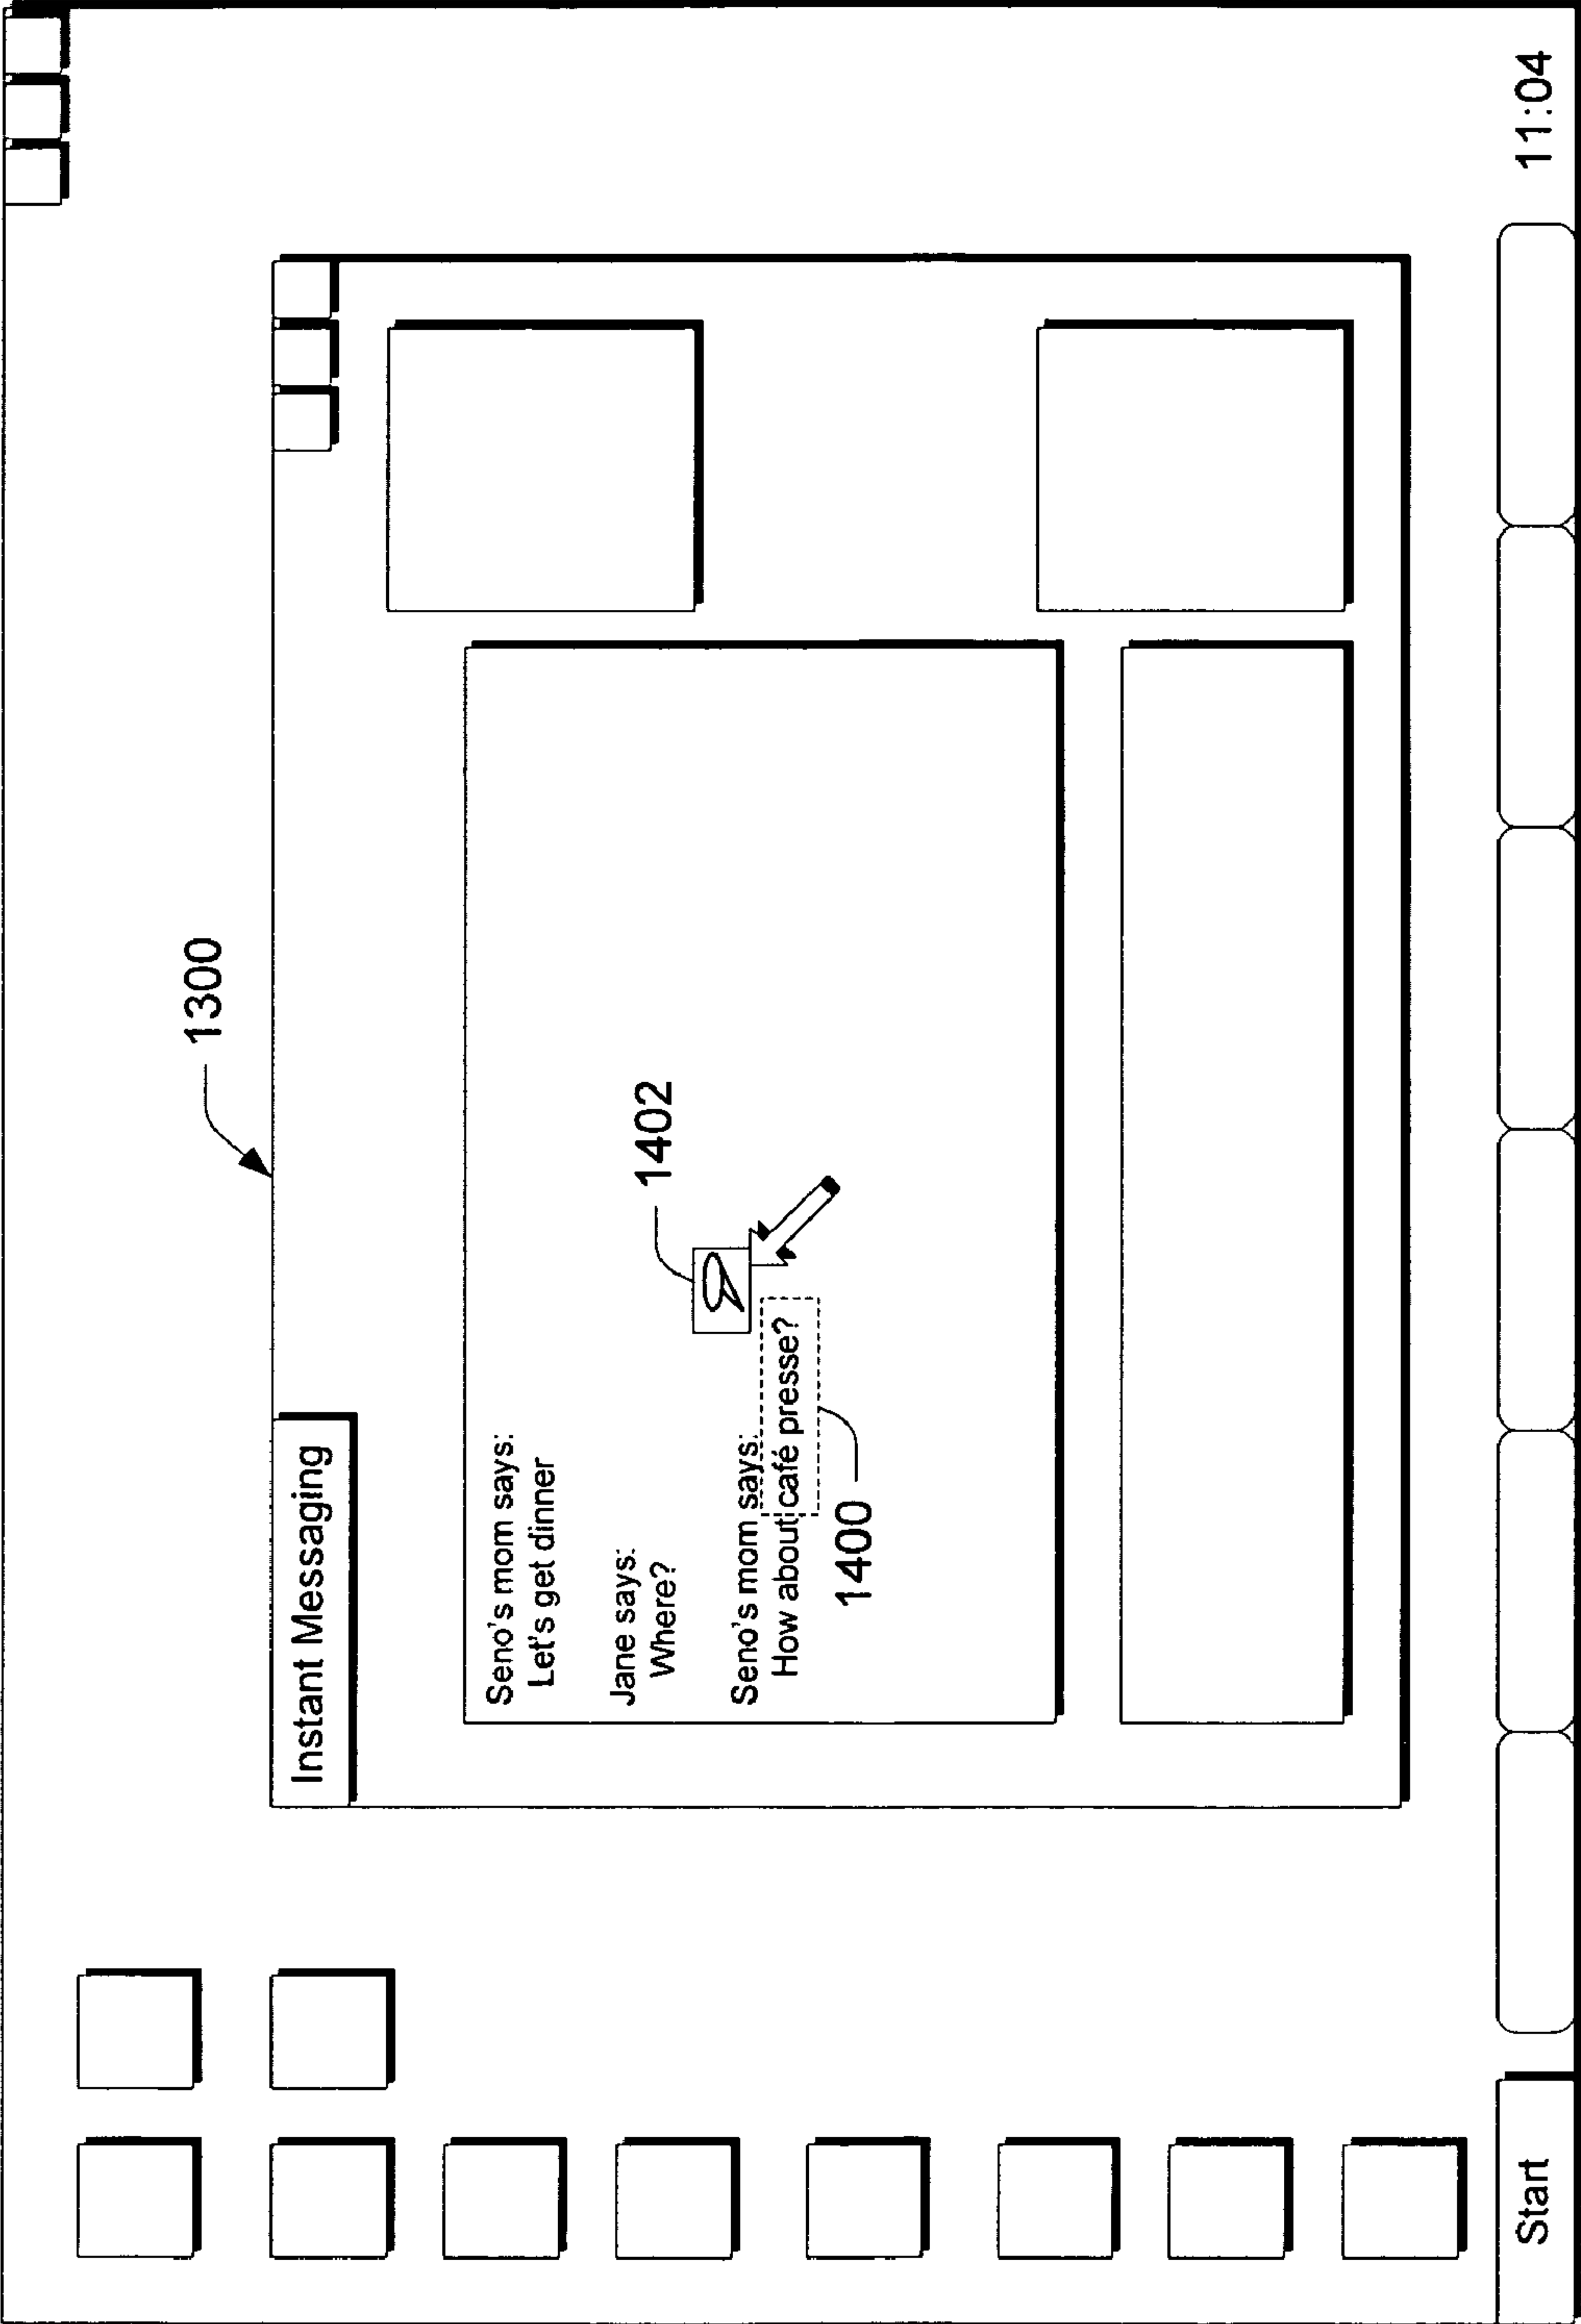 1300
Instant Messaging
Seno's mom says:
Let's get dinner
1402
Jane says:
Where?
Seno's mom says:
How about café presse?
1400
Start
11:04